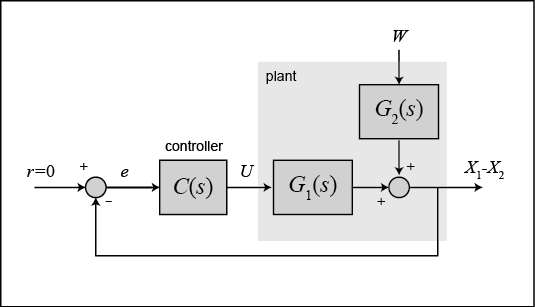 W
plant
G₂(s)
controller
r=0
+
e
C(s)
U
G₁(s)
+
X₁-X₂
−
+